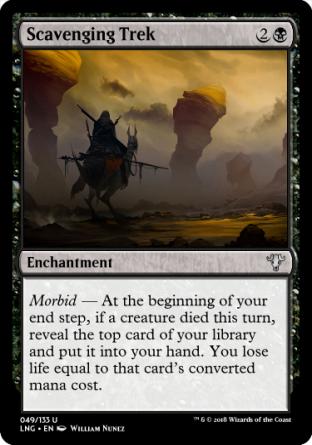 Scavenging Trek 2
Enchantment
Morbid — At the beginning of your
end step, if a creature died this turn,
reveal the top card of your library
and put it into your hand. You lose
life equal to that card's converted
mana cost.
049/133 U
LNG • EN William Nunez
™ & © 2018 Wizards of the Coast